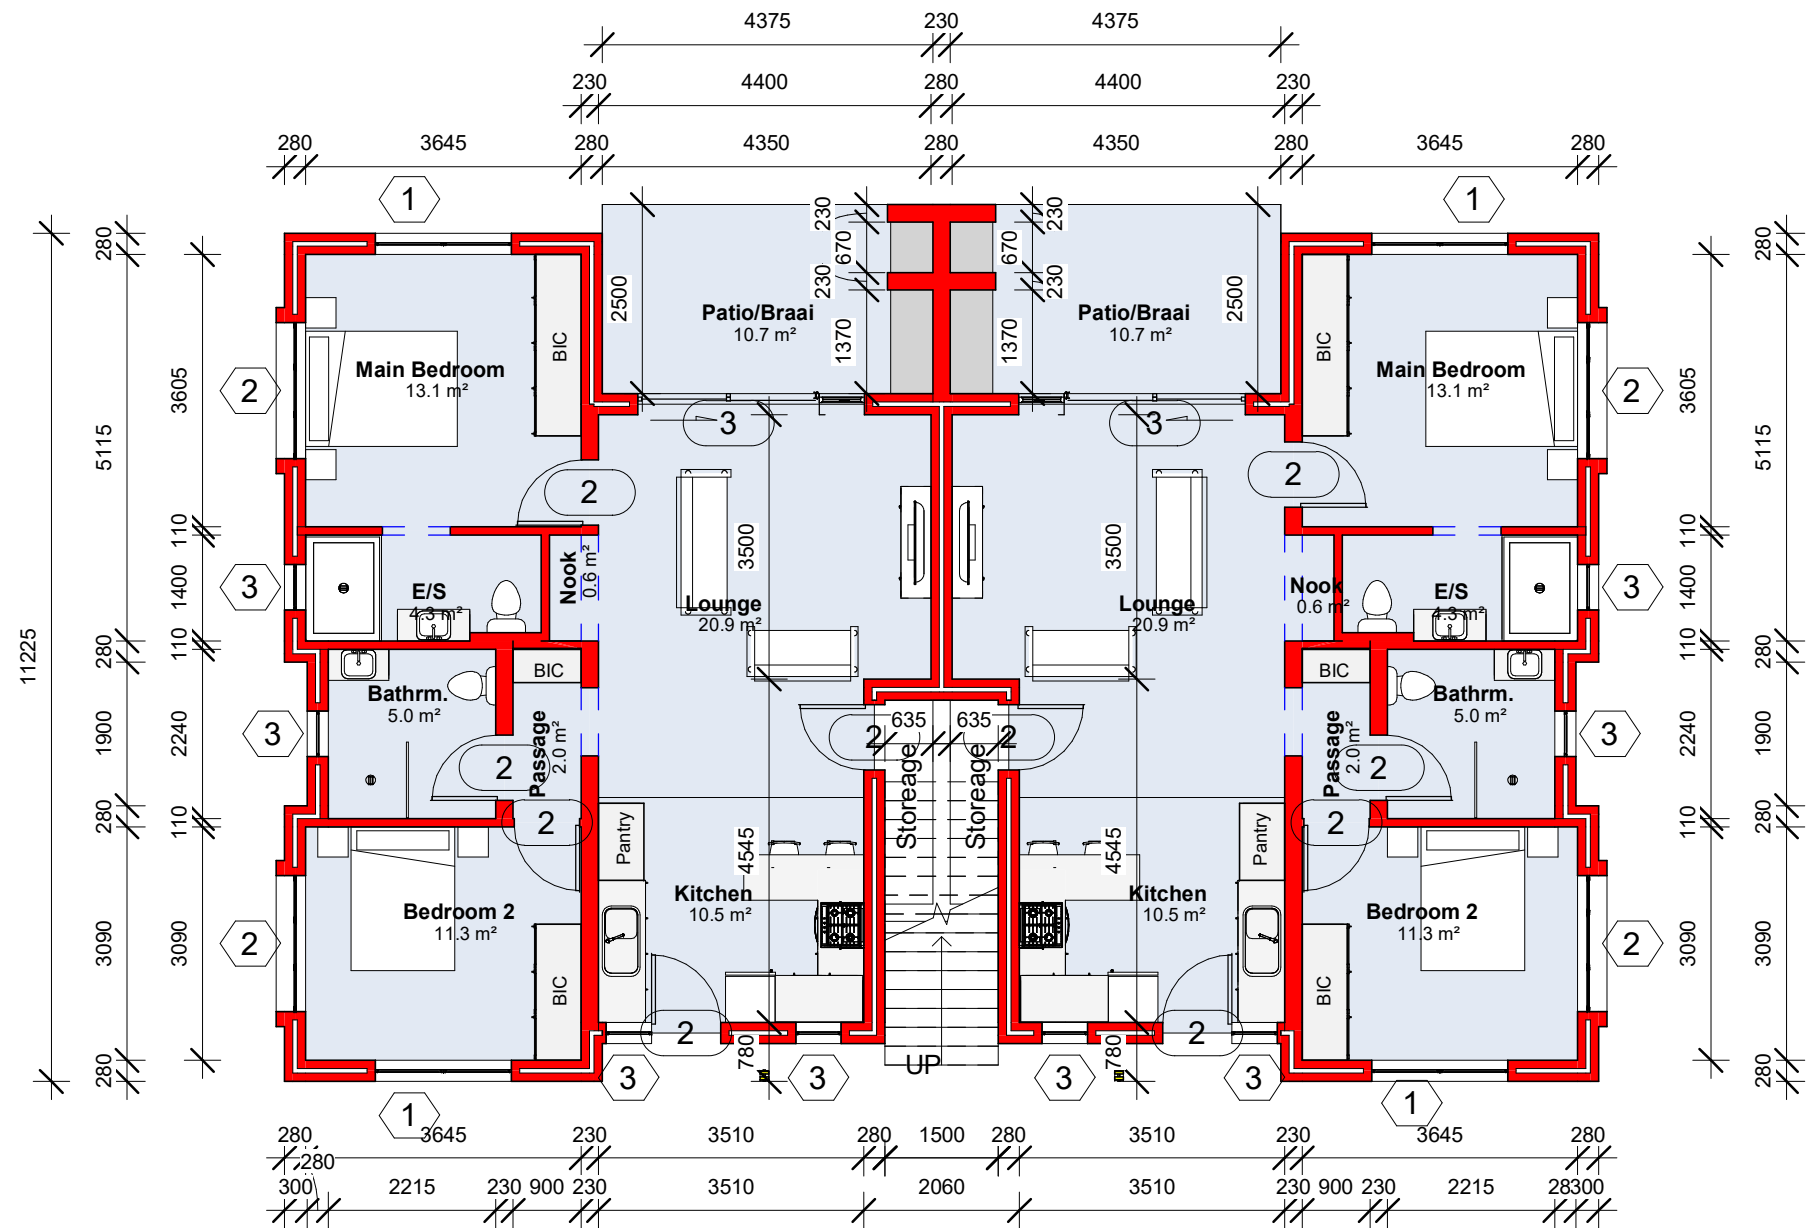 4375 230 4375
230 4400 280 4400 230
280 3645 280 4350 280 4350 280 3645 280
1 1
230 230
670 670
230 230
2500 2500
1370 1370
Patio/Braai Patio/Braai
10.7 m² 10.7 m²
280 280
BIC BIC
Main Bedroom Main Bedroom
13.1 m² 13.1 m²
2 2
3605 3605
5115 5115
3 3
2 2
110 110
3500 3500
Nook
0.6 m²
Nook
0.6 m²
E/S E/S
4.3 m² 4.3 m²
3 3
1400 1400
Lounge Lounge
20.9 m² 20.9 m²
11225
280 110 110 280
BIC BIC
Bathrm. Bathrm.
5.0 m² 5.0 m²
635 635
2 2
3 3
1900 2240 2240 1900
Passage
2.0 m²
Passage
2.0 m²
Storeage Storeage
2 2
2 2
280 110 110 280
Pantry Pantry
4545 4545
Kitchen Kitchen
10.5 m² 10.5 m²
Bedroom 2 Bedroom 2
11.3 m² 11.3 m²
2 2
3090 3090 3090 3090
BIC BIC
2 2
780 780
UP
280 280
3 3 3 3
1 1
280 3645 230 3510 280 1500 280 3510 230 3645 280
280
300 2215 230 900 230 3510 2060 3510 230 900 230 2215 28 300